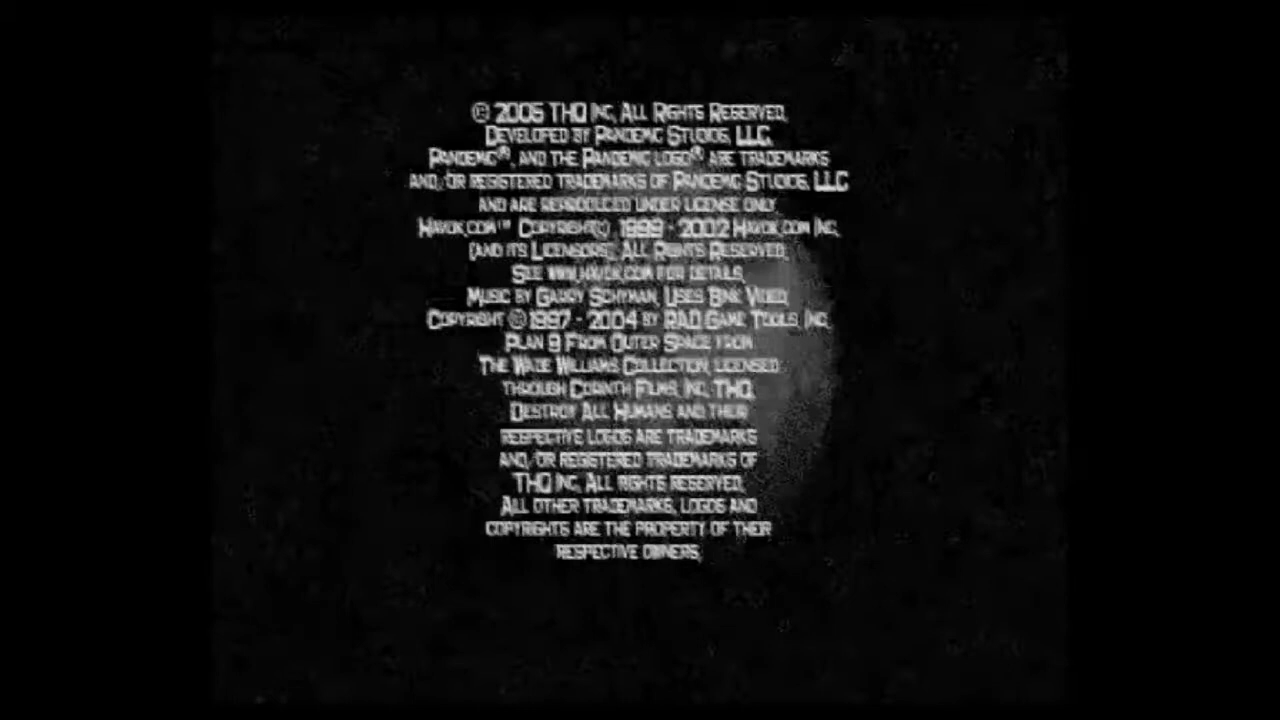 © 2005 THQ Inc. All Rights Reserved.
Developed by Pandemic Studios, LLC.
Pandemic®, and the Pandemic logo® are trademarks
and/or registered trademarks of Pandemic Studios, LLC
and are reproduced under license only.
Havok.com™ Copyright© 1999 - 2002 Havok.com Inc.
(and its Licensors). All Rights Reserved.
See www.havok.com for details.
Music by Garry Schyman. Uses Bink Video.
Copyright © 1997 - 2004 by RAD Game Tools, Inc.
Plan 9 From Outer Space from
The Wade Williams Collection, licensed
through Corinth Films, Inc. THQ,
Destroy All Humans and their
respective logos are trademarks
and/or registered trademarks of
THQ Inc. All rights reserved.
All other trademarks, logos and
copyrights are the property of their
respective owners.